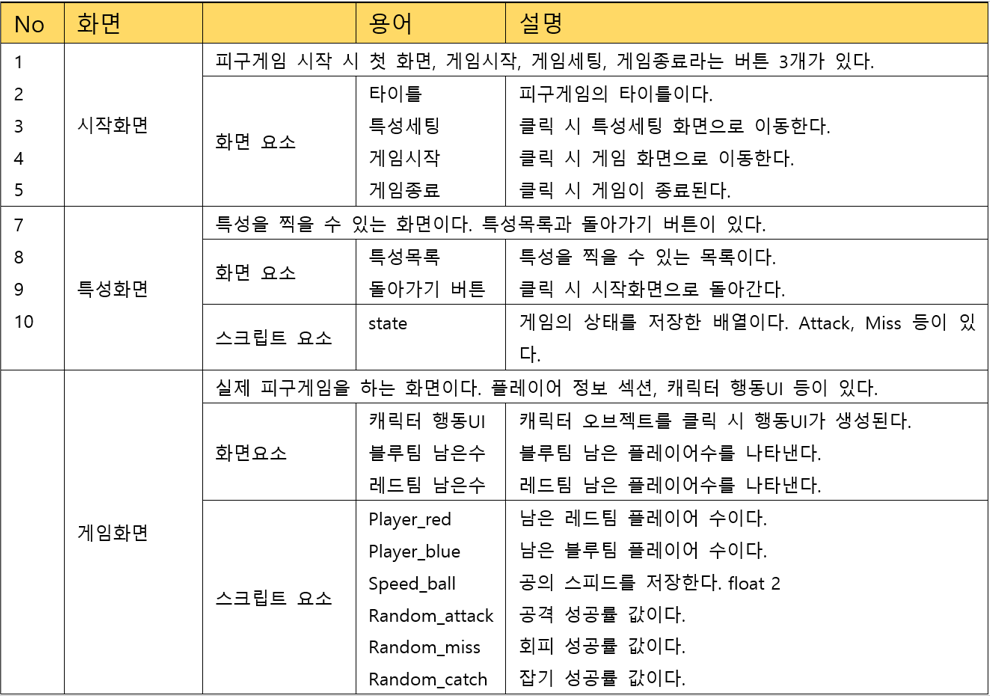 No 화면 용어 설명
1 피구게임 시작 시 첫 화면, 게임시작, 게임세팅, 게임종료라는 버튼 3개가 있다.
2 타이틀 피구게임의 타이틀이다.
3 시작화면 화면 요소 특성세팅 클릭 시 특성세팅 화면으로 이동한다.
4 게임시작 클릭 시 게임 화면으로 이동한다.
5 게임종료 클릭 시 게임이 종료된다.
7 특성을 찍을 수 있는 화면이다. 특성목록과 돌아가기 버튼이 있다.
8 화면 요소 특성목록 특성을 찍을 수 있는 목록이다.
9 특성화면 돌아가기 버튼 클릭 시 시작화면으로 돌아간다.
10 스크립트 요소 state 게임의 상태를 저장한 배열이다. Attack, Miss 등이 있
다.
실제 피구게임을 하는 화면이다. 플레이어 정보 섹션, 캐릭터 행동UI 등이 있다.
캐릭터 행동UI 캐릭터 오브젝트를 클릭 시 행동UI가 생성된다.
화면요소 블루팀 남은수 블루팀 남은 플레이어수를 나타낸다.
레드팀 남은수 레드팀 남은 플레이어수를 나타낸다.
게임화면 Player_red 남은 레드팀 플레이어 수이다.
Player_blue 남은 블루팀 플레이어 수이다.
스크립트 요소 Speed_ball 공의 스피드를 저장한다. float 2
Random_attack 공격 성공률 값이다.
Random_miss 회피 성공률 값이다.
Random_catch 잡기 성공률 값이다.